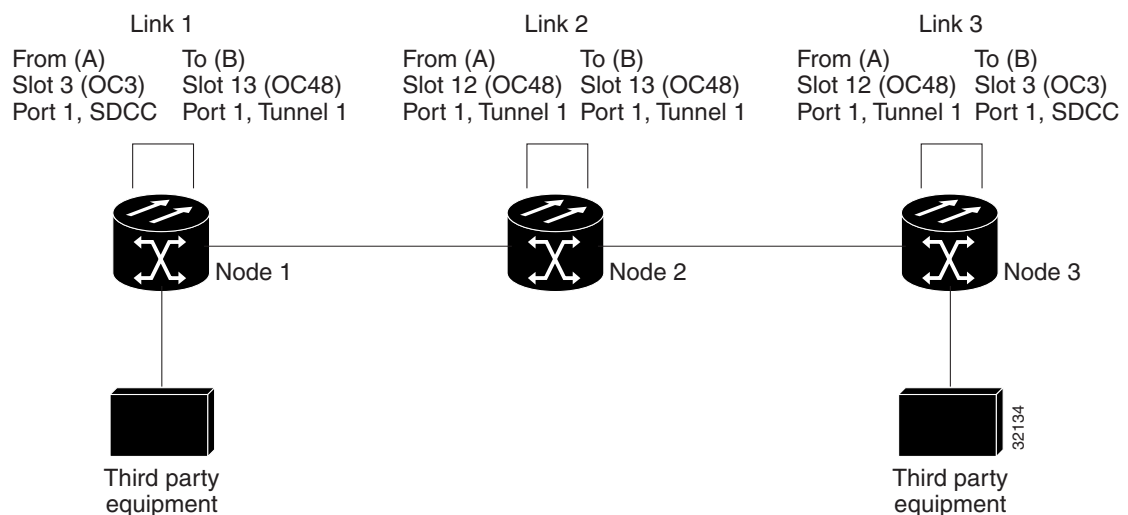 Link 1
From (A) To (B)
Slot 3 (OC3) Slot 13 (OC48)
Port 1, SDCC Port 1, Tunnel 1
Link 2
From (A) To (B)
Slot 12 (OC48) Slot 13 (OC48)
Port 1, Tunnel 1 Port 1, Tunnel 1
Link 3
From (A) To (B)
Slot 12 (OC48) Slot 3 (OC3)
Port 1, Tunnel 1 Port 1, SDCC
Node 1
Node 2
Node 3
Third party
equipment
Third party
equipment
32134